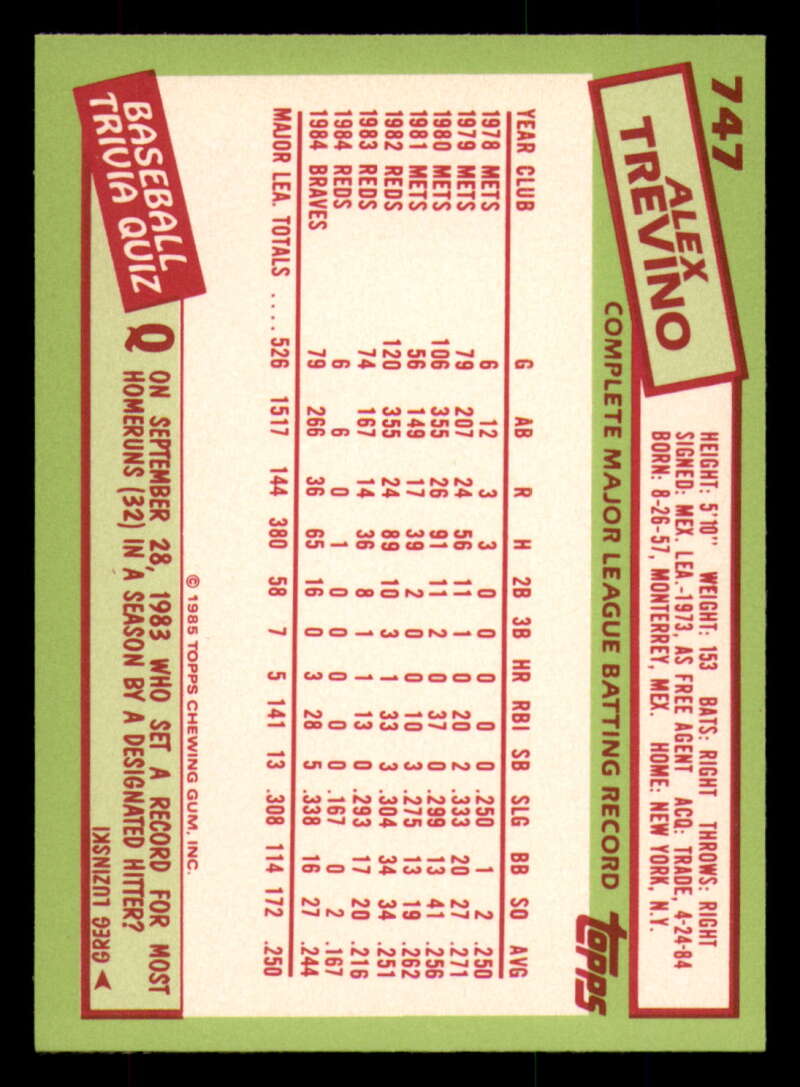 747
ALEX
TREVINO
HEIGHT: 5'10" WEIGHT: 153 BATS: RIGHT THROWS: RIGHT
SIGNED: MEX. LEA.-1973, AS FREE AGENT ACQ: TRADE, 4-24-84
BORN: 8-26-57, MONTERREY, MEX. HOME: NEW YORK, N.Y.
COMPLETE MAJOR LEAGUE BATTING RECORD
topps
YEAR CLUB G AB R H 2B 3B HR RBI SB SLG BB SO AVG
1978 METS 6 12 3 3 0 0 0 0 0 .250 1 2 .250
1979 METS 79 207 24 56 11 1 0 20 2 .333 20 27 .271
1980 METS 106 355 26 91 11 2 0 37 0 .299 13 41 .256
1981 METS 56 149 17 39 2 0 0 10 3 .275 13 19 .262
1982 REDS 120 355 24 89 10 3 1 33 3 .304 34 34 .251
1983 REDS 74 167 14 36 8 1 1 13 0 .293 17 20 .216
1984 REDS 6 6 0 1 0 0 0 0 0 .167 0 2 .167
1984 BRAVES 79 266 36 65 16 0 3 28 5 .338 16 27 .244
MAJOR LEA. TOTALS ..... 526 1517 144 380 58 7 5 141 13 .308 114 172 .250
© 1985 TOPPS CHEWING GUM, INC.
BASEBALL
TRIVIA QUIZ
Q ON SEPTEMBER 28, 1983 WHO SET A RECORD FOR MOST
HOMERUNS (32) IN A SEASON BY A DESIGNATED HITTER?
GREG LUZINSKI